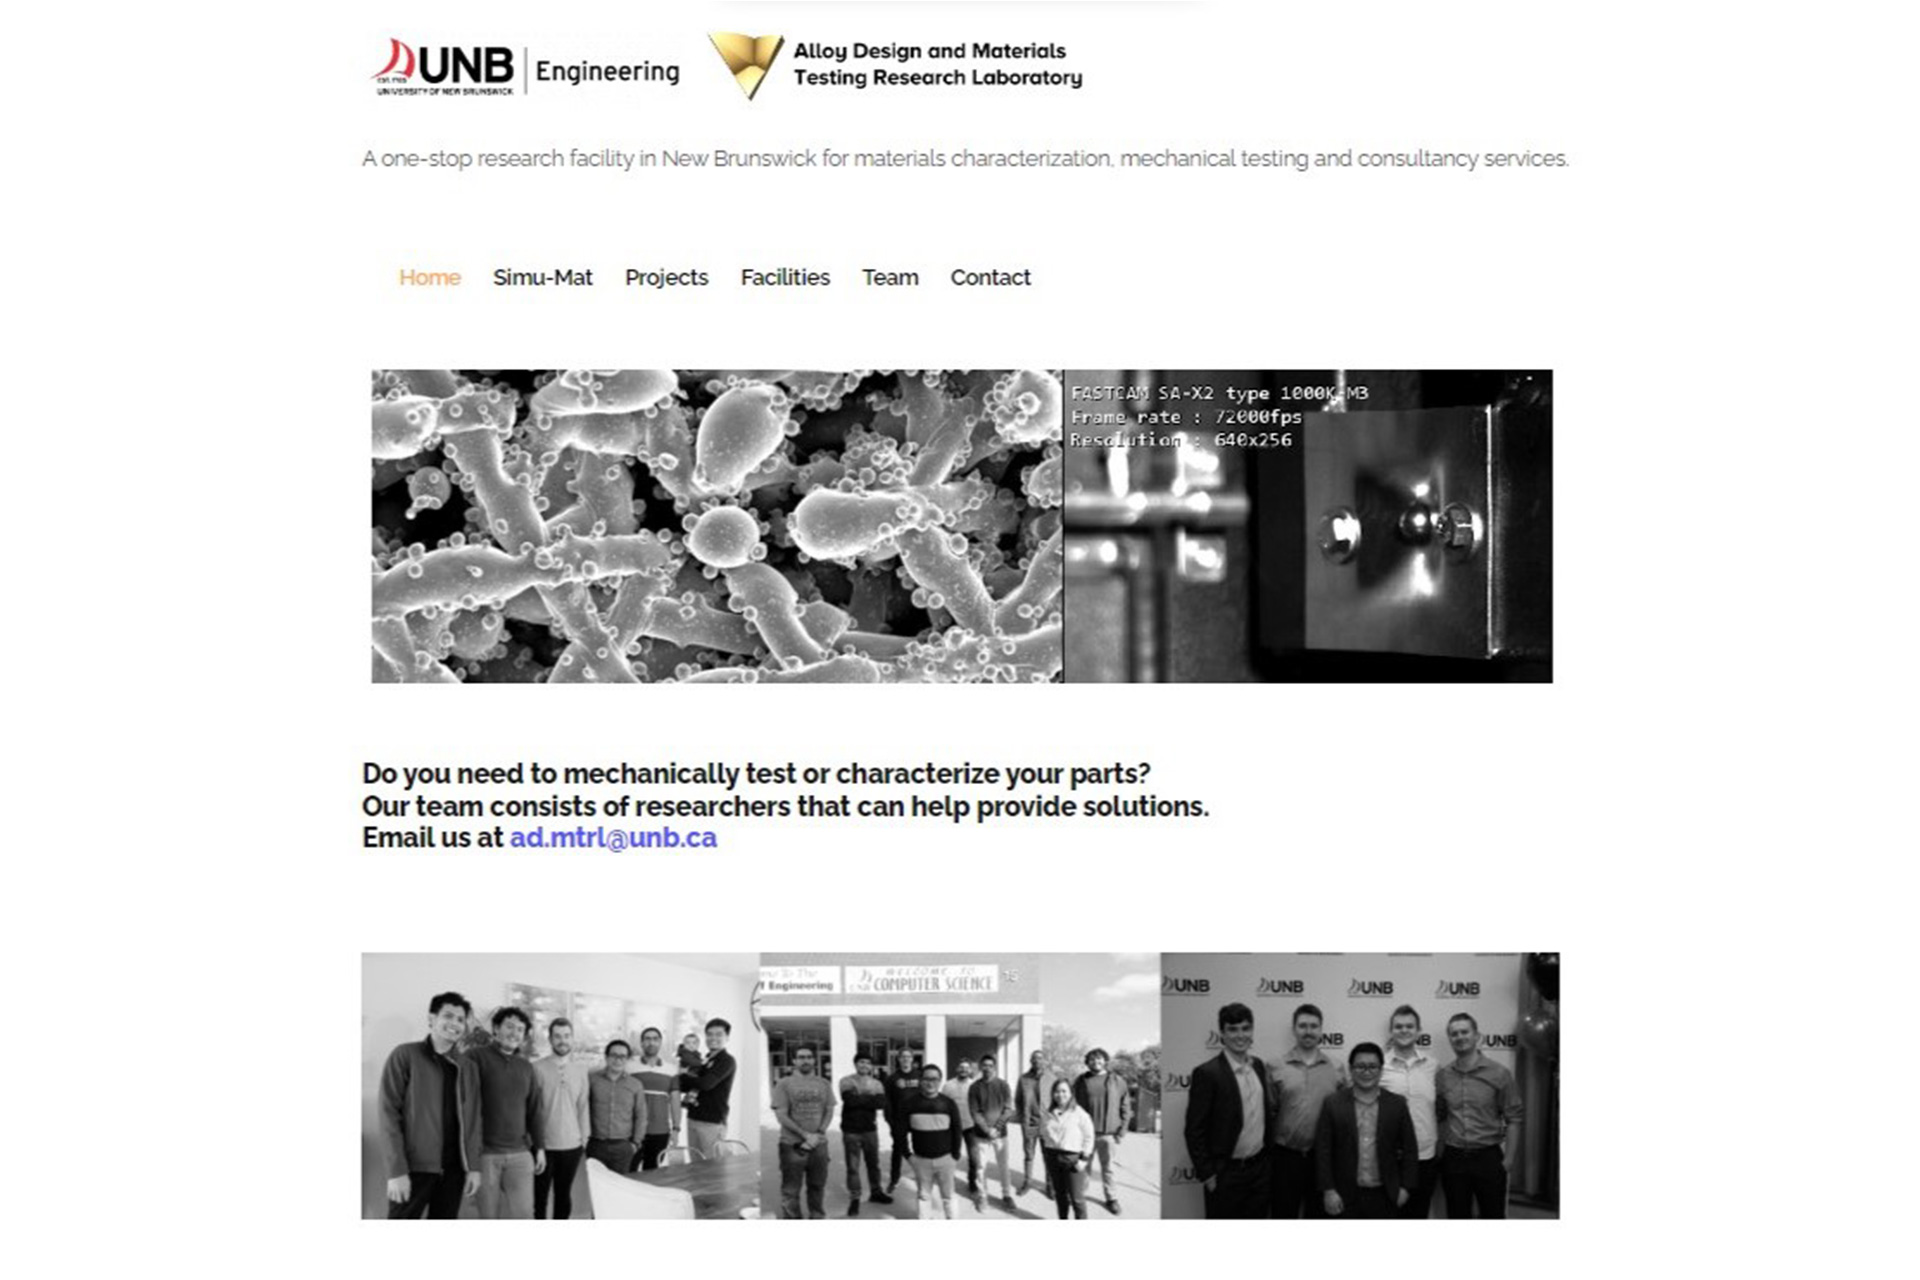 UNB
EST. 1785
UNIVERSITY OF NEW BRUNSWICK
Engineering
Alloy Design and Materials
Testing Research Laboratory
A one-stop research facility in New Brunswick for materials characterization, mechanical testing and consultancy services.
Home Simu-Mat Projects Facilities Team Contact
FASTCAM SA-X2 type 1000K-M3
Frame rate : 72000fps
Resolution : 640x256
Do you need to mechanically test or characterize your parts?
Our team consists of researchers that can help provide solutions.
Email us at ad.mtrl@unb.ca
To The
Engineering
WELCOME TO
COMPUTER SCIENCE
15
UNB UNB UNB UNB
NB UNB